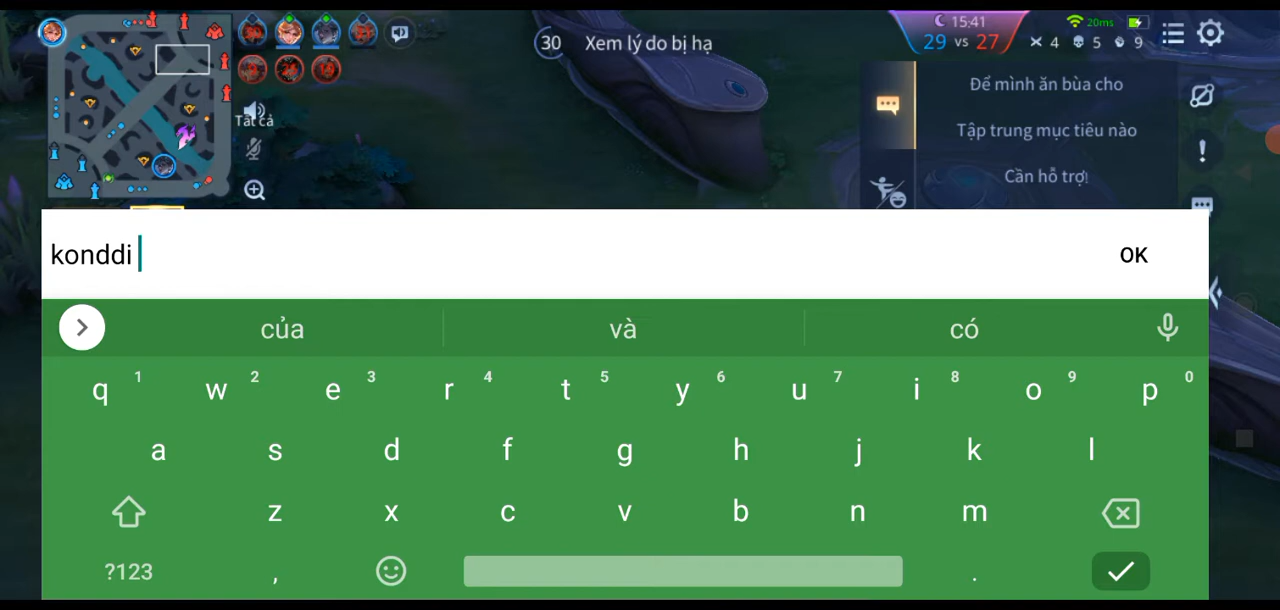 15:41
20ms
29 vs 27
4 5 9
30 Xem lý do bị hạ
Tất cả
Để mình ăn bùa cho
Tập trung mục tiêu nào
Cần hỗ trợ!
konddi
OK
của và có
q 1 w 2 e 3 r 4 t 5 y 6 u 7 i 8 o 9 p 0
a s d f g h j k l
z x c v b n m
?123 , .